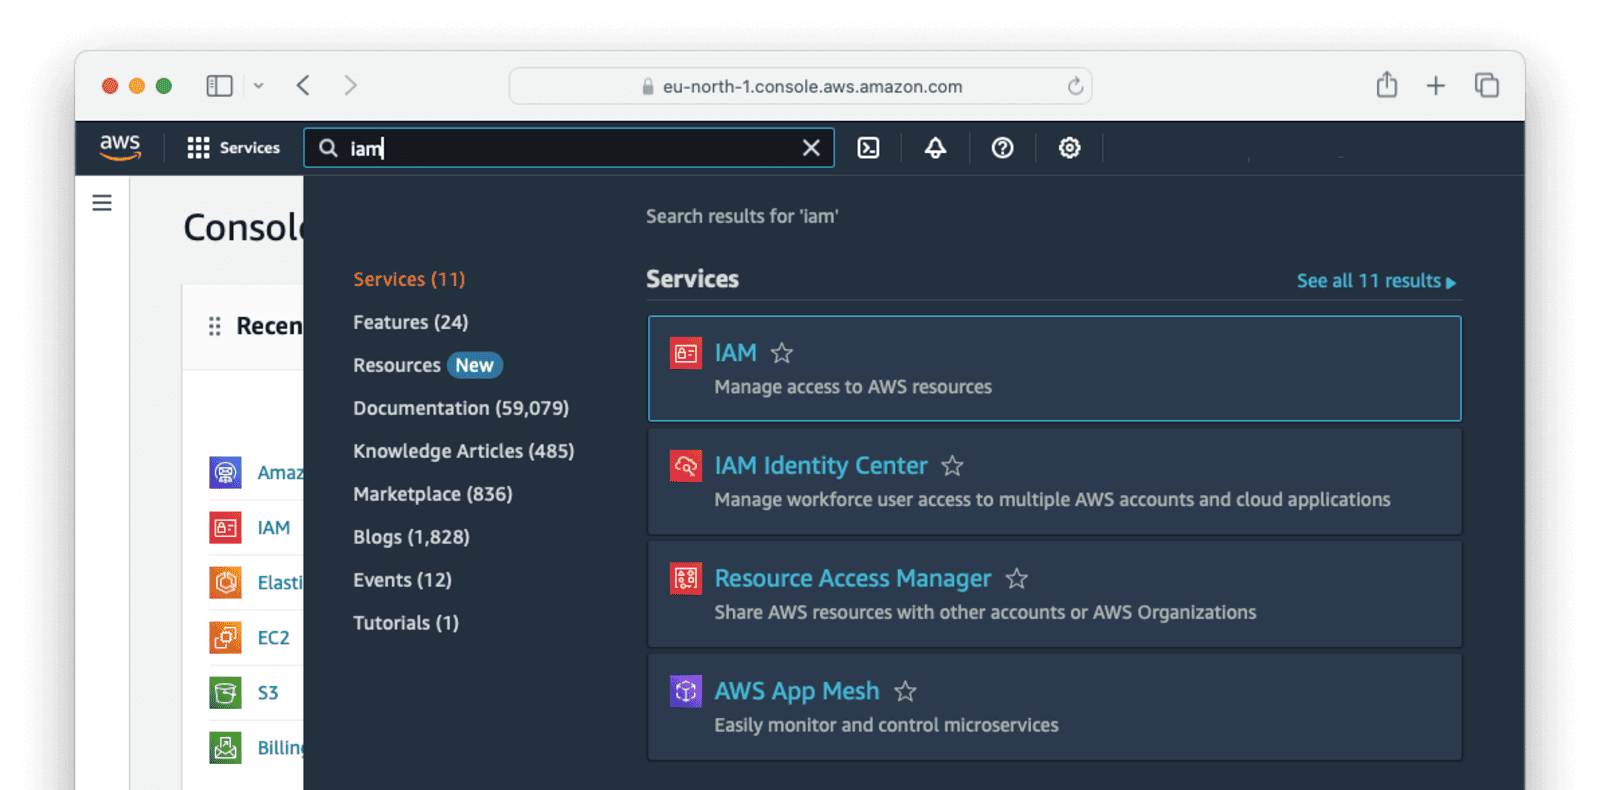 eu-north-1.console.aws.amazon.com
aws
Services
iam
Consol
Search results for 'iam'
Services (11)
Features (24)
Resources New
Documentation (59,079)
Knowledge Articles (485)
Marketplace (836)
Blogs (1,828)
Events (12)
Tutorials (1)
Services
See all 11 results
IAM
Manage access to AWS resources
IAM Identity Center
Manage workforce user access to multiple AWS accounts and cloud applications
Resource Access Manager
Share AWS resources with other accounts or AWS Organizations
AWS App Mesh
Easily monitor and control microservices
Recen
Amaz
IAM
Elasti
EC2
S3
Billin